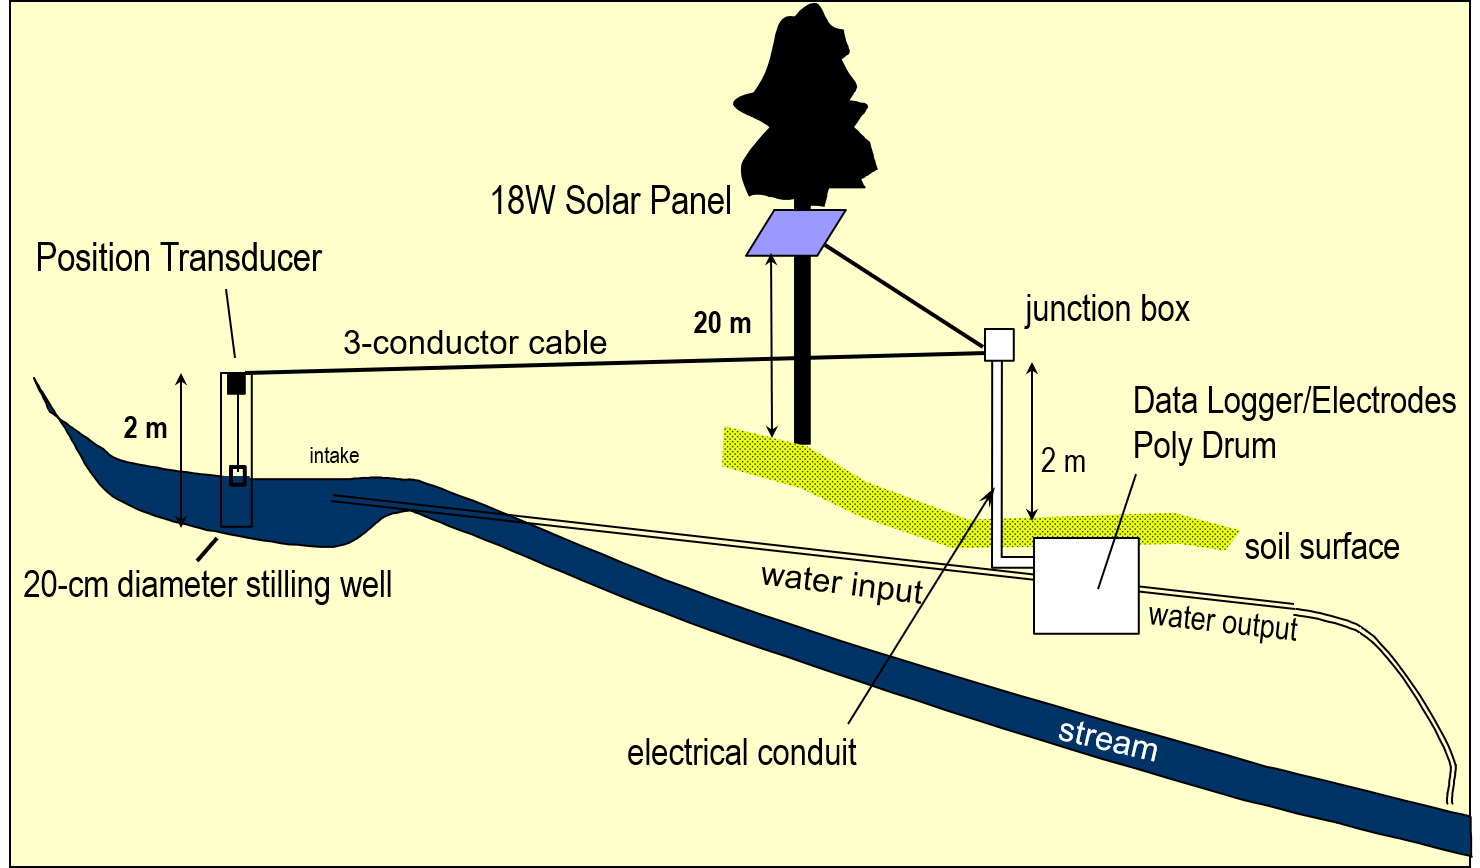 18W Solar Panel
Position Transducer
junction box
20 m
3-conductor cable
Data Logger/Electrodes
Poly Drum
2 m
intake
2 m
soil surface
20-cm diameter stilling well
water input
water output
electrical conduit
stream